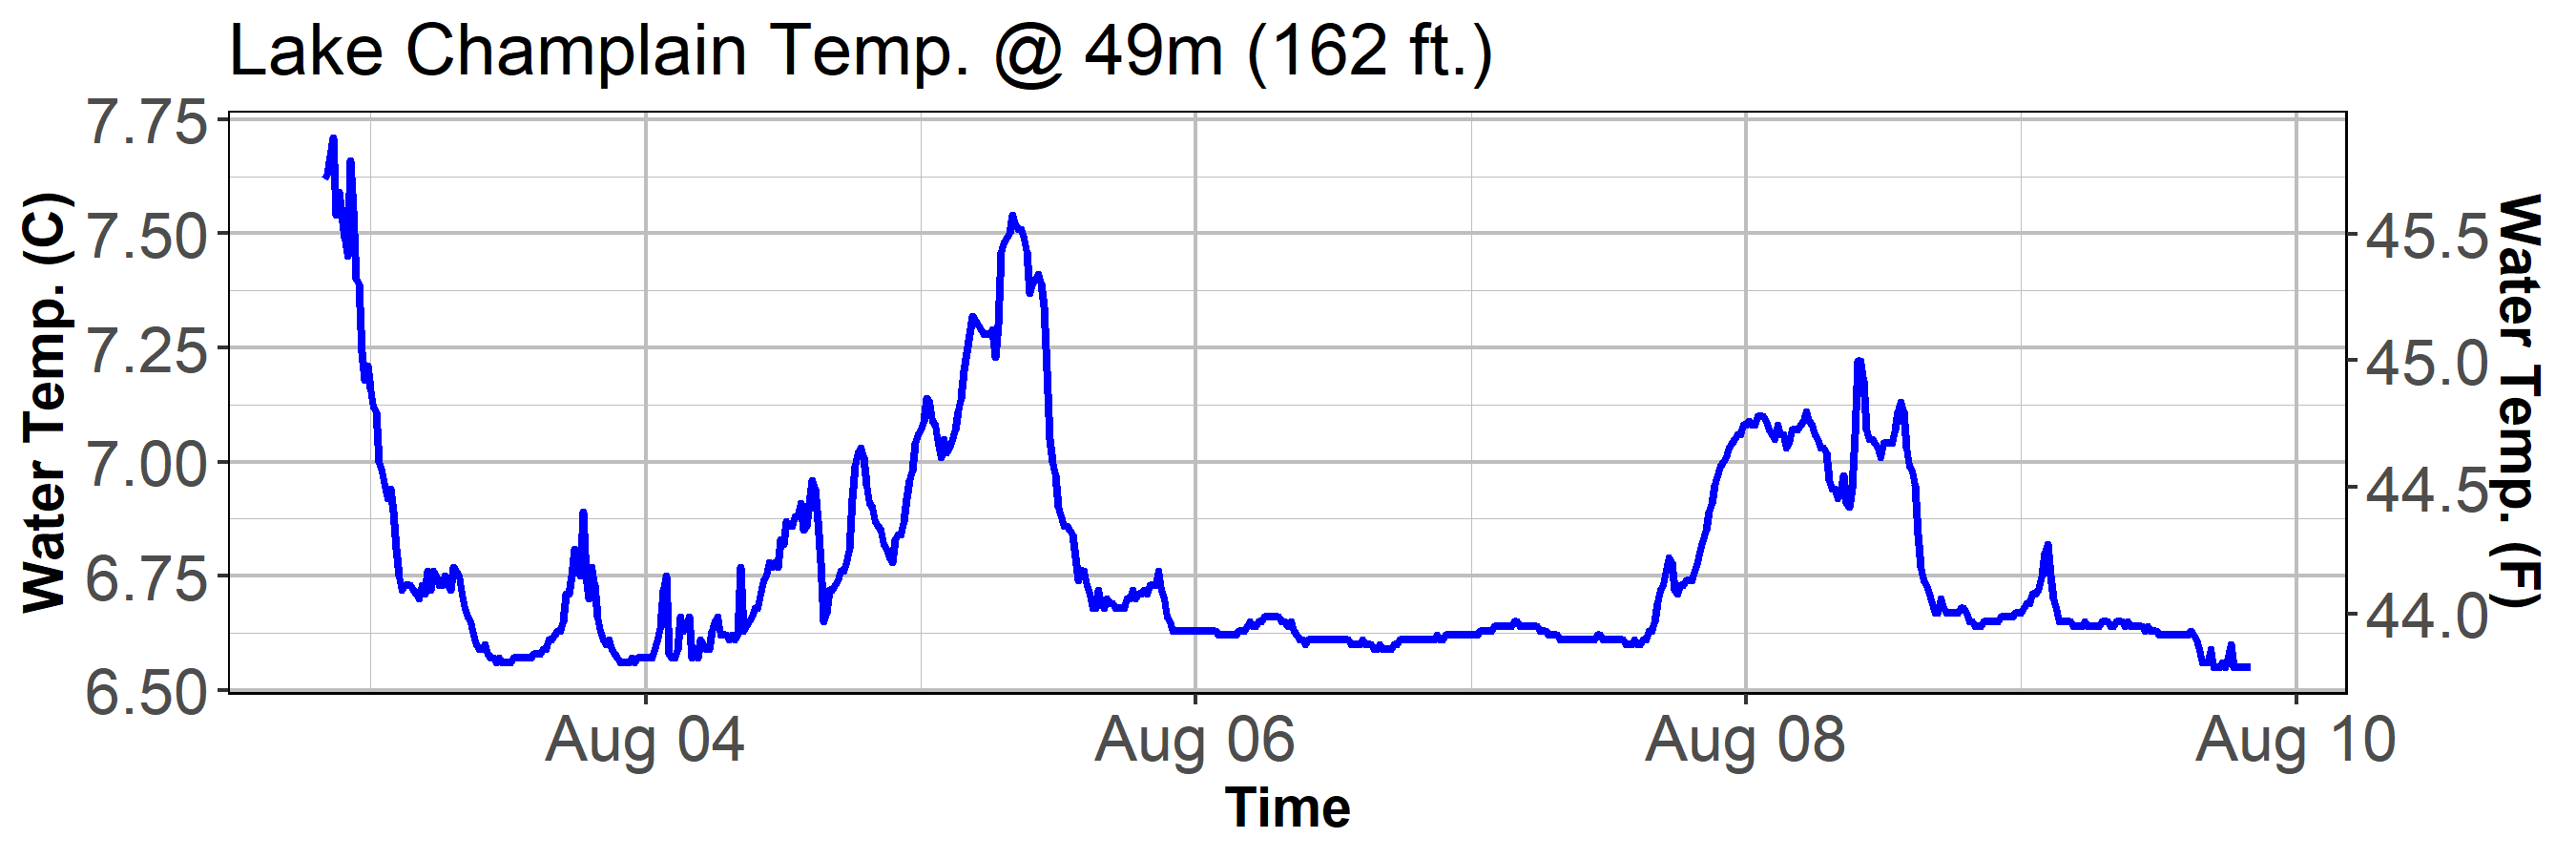 Lake Champlain Temp. @ 49m (162 ft.)
Water Temp. (C)
7.75
7.50
7.25
7.00
6.75
6.50
45.5
45.0
44.5
44.0
Water Temp. (F)
Aug 04 Aug 06 Aug 08 Aug 10
Time